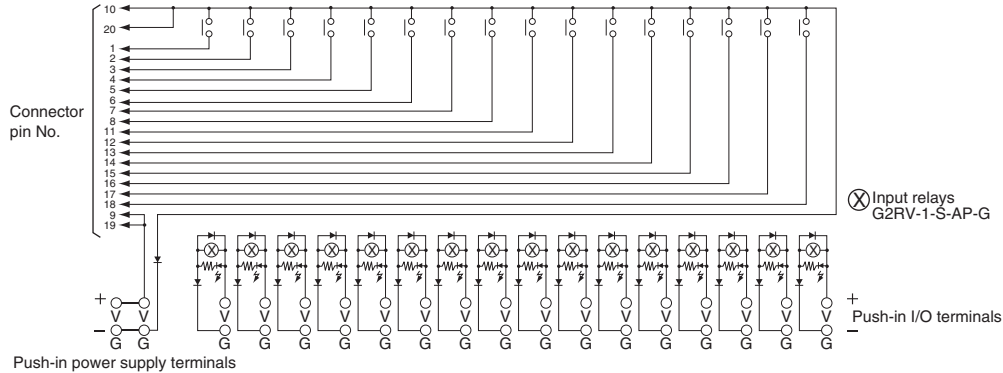 10
20
1
2
3
4
5
6
7
8
11
12
13
14
15
16
17
18
9
19
Connector
pin No.
Input relays
G2RV-1-S-AP-G
+ V V V V V V V V V V V V V V V V V V +
Push-in I/O terminals
− G G G G G G G G G G G G G G G G G G −
Push-in power supply terminals